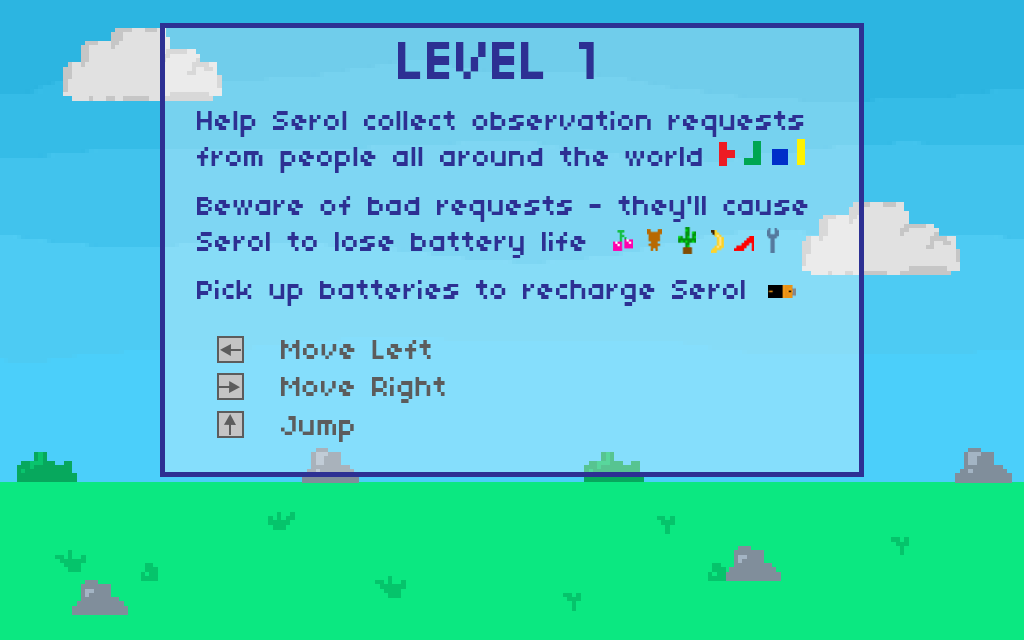 LEVEL 1
Help Serol collect observation requests
from people all around the world
Beware of bad requests - they'll cause
Serol to lose battery life
Pick up batteries to recharge Serol
Move Left
Move Right
Jump